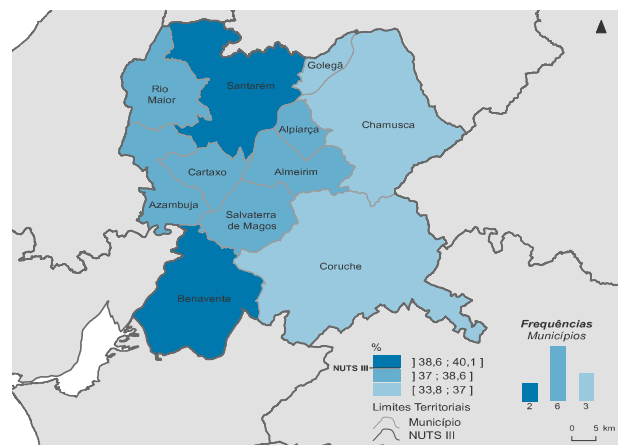 Golegã
Rio
Maior
Santarém
Alpiarça
Chamusca
Cartaxo
Almeirim
Azambuja
Salvaterra
de Magos
Coruche
Benavente
%
] 38,6 ; 40,1 ]
NUTS III
] 37 ; 38,6 ]
[ 33,8 ; 37 ]
Limites Territoriais
Município
NUTS III
Frequências
Municípios
2
6
3
0 5 km